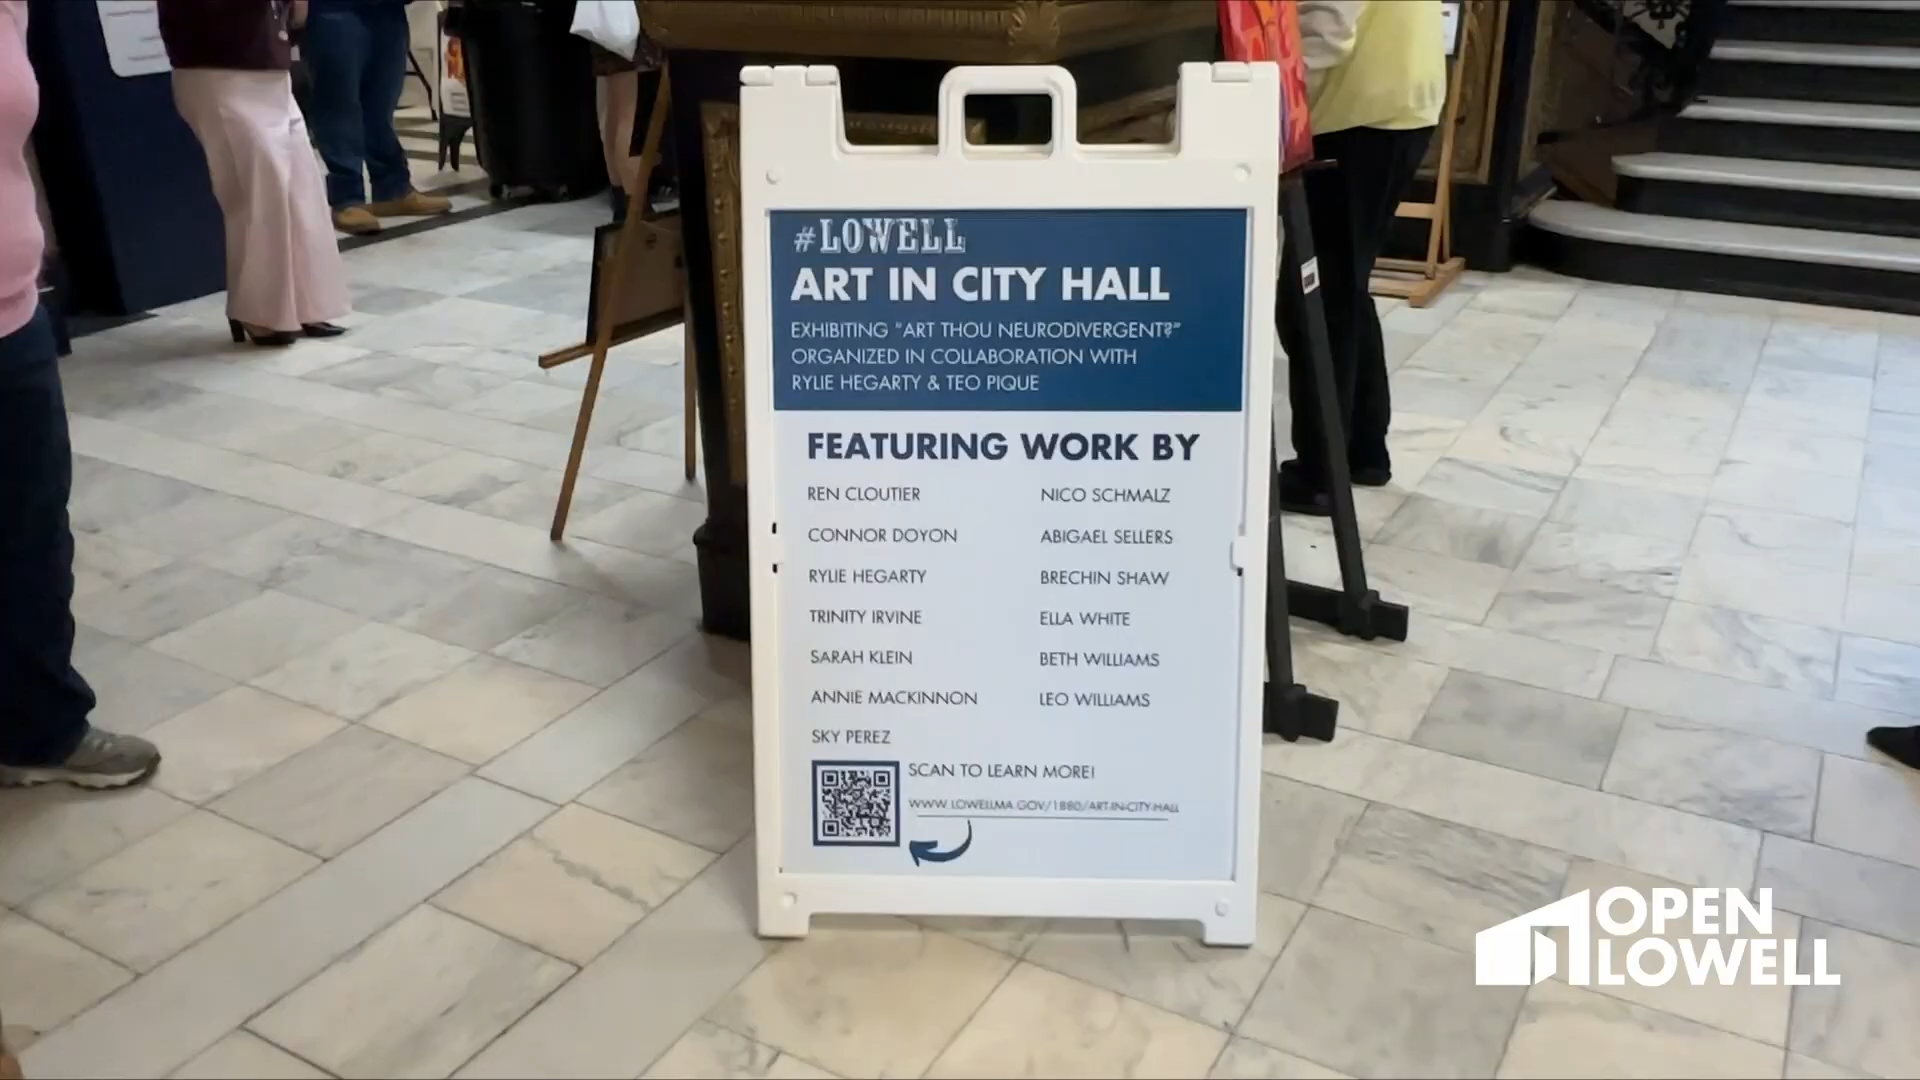 #LOWELL
ART IN CITY HALL
EXHIBITING "ART THOU NEURODIVERGENT?"
ORGANIZED IN COLLABORATION WITH
RYLIE HEGARTY & TEO PIQUE
FEATURING WORK BY
REN CLOUTIER
CONNOR DOYON
RYLIE HEGARTY
TRINITY IRVINE
SARAH KLEIN
ANNIE MACKINNON
SKY PEREZ
NICO SCHMALZ
ABIGAEL SELLERS
BRECHIN SHAW
ELLA WHITE
BETH WILLIAMS
LEO WILLIAMS
SCAN TO LEARN MORE!
WWW.LOWELLMA.GOV/1880/ART-IN-CITY-HALL
OPEN
LOWELL